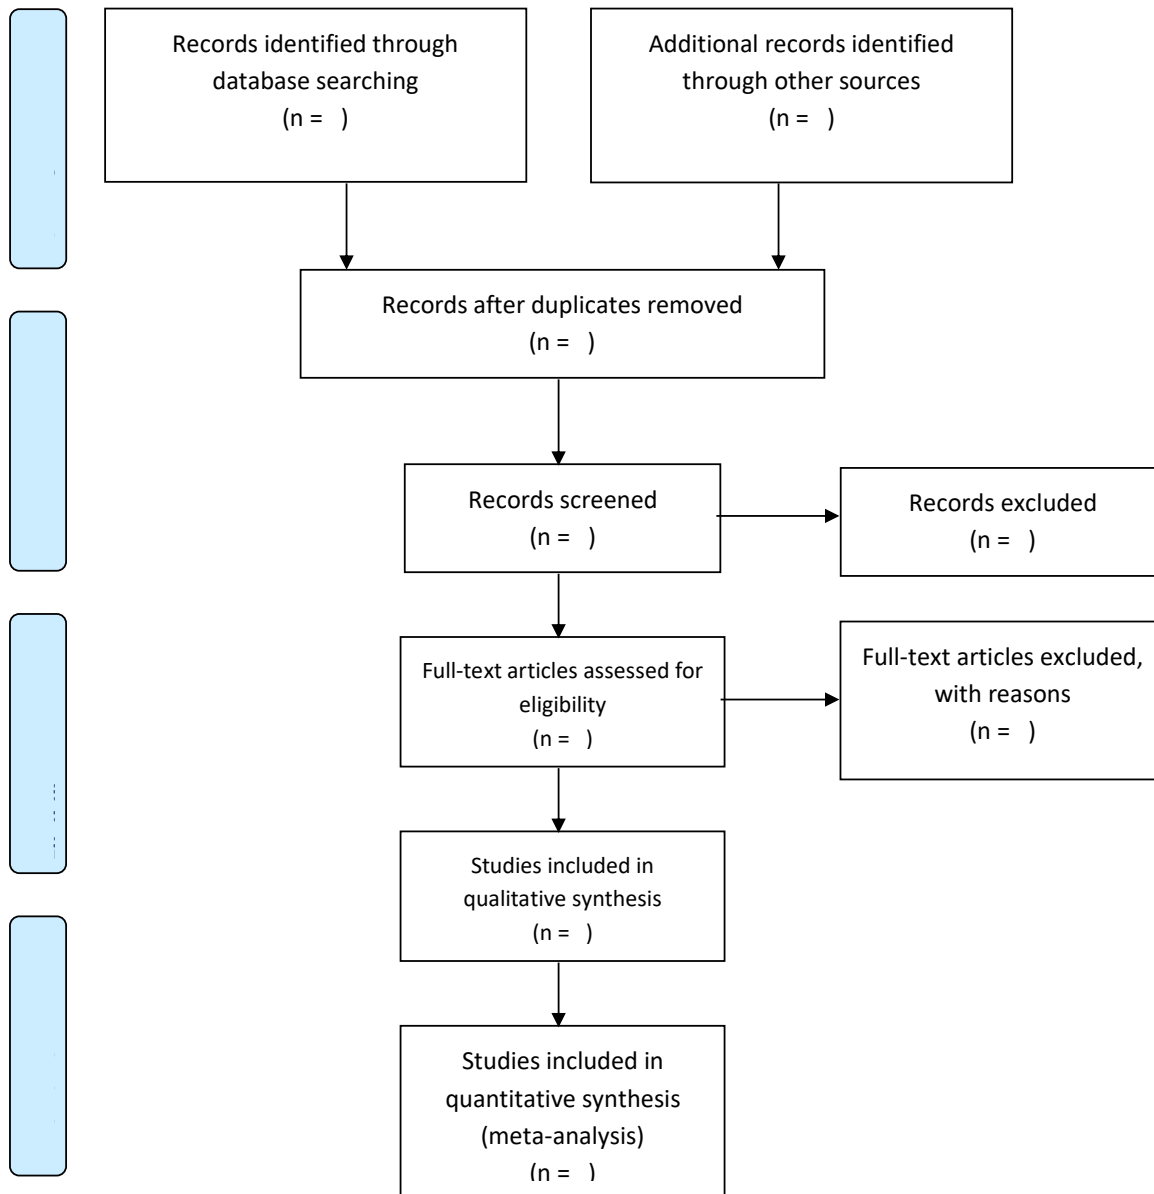 Records identified through
database searching
(n =   )
Additional records identified
through other sources
(n =   )
Records after duplicates removed
(n =   )
Records screened
(n =   )
Records excluded
(n =   )
Full-text articles assessed for
eligibility
(n =   )
Full-text articles excluded,
with reasons
(n =   )
Studies included in
qualitative synthesis
(n =   )
Studies included in
quantitative synthesis
(meta-analysis)
(n =   )